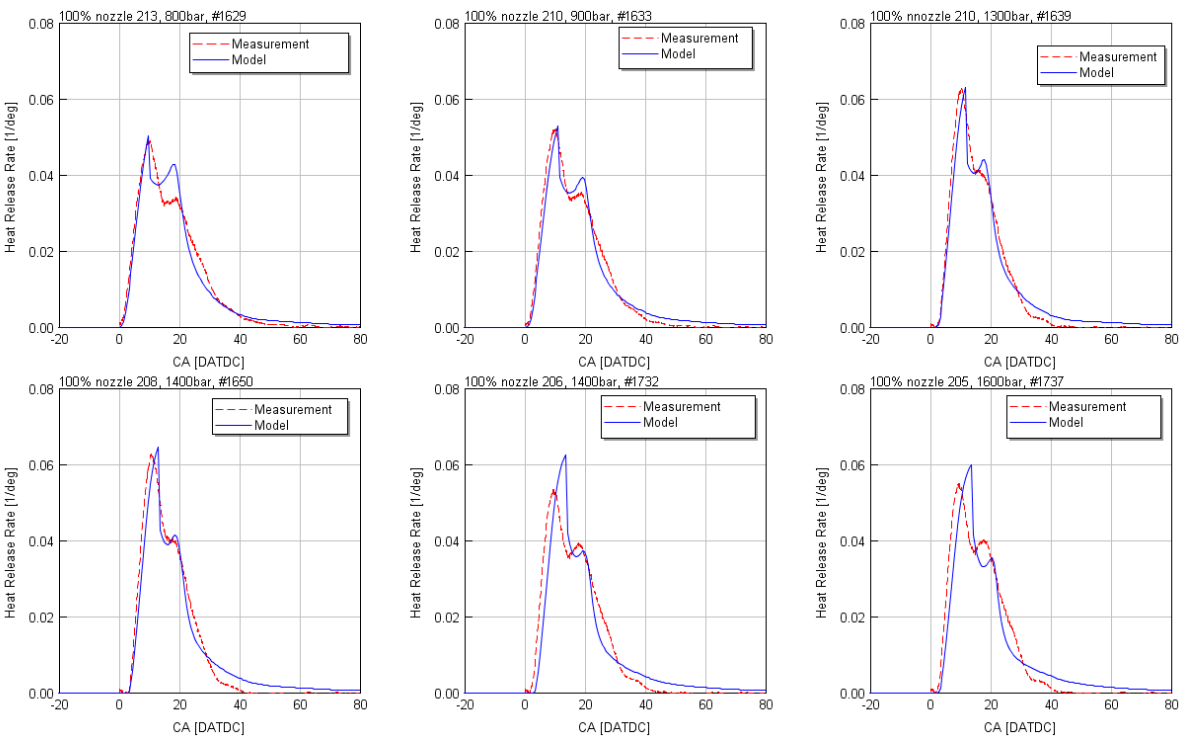 100% nozzle 213, 800bar, #1629
Measurement
Model
Heat Release Rate [1/deg]
0.08
0.06
0.04
0.02
0.00
-20 0 20 40 60 80
CA [DATDC]
100% nozzle 210, 900bar, #1633
Measurement
Model
Heat Release Rate [1/deg]
0.08
0.06
0.04
0.02
0.00
-20 0 20 40 60 80
CA [DATDC]
100% nnozzle 210, 1300bar, #1639
Measurement
Model
Heat Release Rate [1/deg]
0.08
0.06
0.04
0.02
0.00
-20 0 20 40 60 80
CA [DATDC]
100% nozzle 208, 1400bar, #1650
Measurement
Model
Heat Release Rate [1/deg]
0.08
0.06
0.04
0.02
0.00
-20 0 20 40 60 80
CA [DATDC]
100% nozzle 206, 1400bar, #1732
Measurement
Model
Heat Release Rate [1/deg]
0.08
0.06
0.04
0.02
0.00
-20 0 20 40 60 80
CA [DATDC]
100% nozzle 205, 1600bar, #1737
Measurement
Model
Heat Release Rate [1/deg]
0.08
0.06
0.04
0.02
0.00
-20 0 20 40 60 80
CA [DATDC]